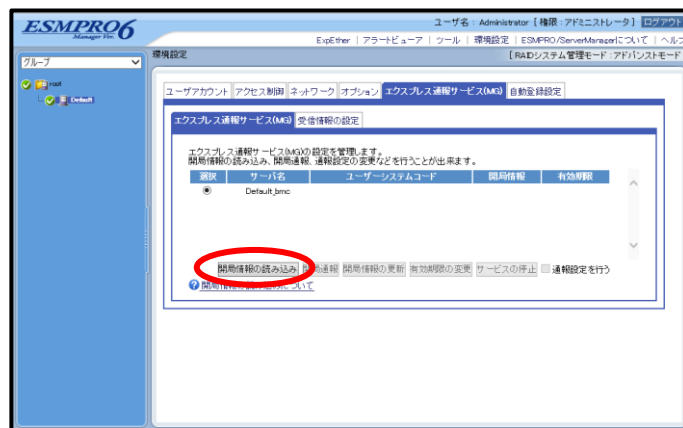 ESMPRO6
Manager Ver.
ユーザ名 : Administrator [ 権限 : アドミニストレータ ] ログアウト
ExpEther | アラートビューア | ツール | 環境設定 | ESMPRO/ServerManagerについて | ヘルプ
グループ
環境設定
[ RAIDシステム管理モード : アドバンストモード
root
Default
ユーザアカウント アクセス制御 ネットワーク オプション エクスプレス通報サービス(MG) 自動登録設定
エクスプレス通報サービス(MG) 受信情報の設定
エクスプレス通報サービス(MG)の設定を管理します。
開局情報の読み込み、開局通報、通報設定の変更などを行うことが出来ます。
選択 サーバ名 ユーザーシステムコード 開局情報 有効期限
Default_bmc
開局情報の読み込み 開局通報 開局情報の更新 有効期限の変更 サービスの停止 通報設定を行う
開局情報の読み込みについて